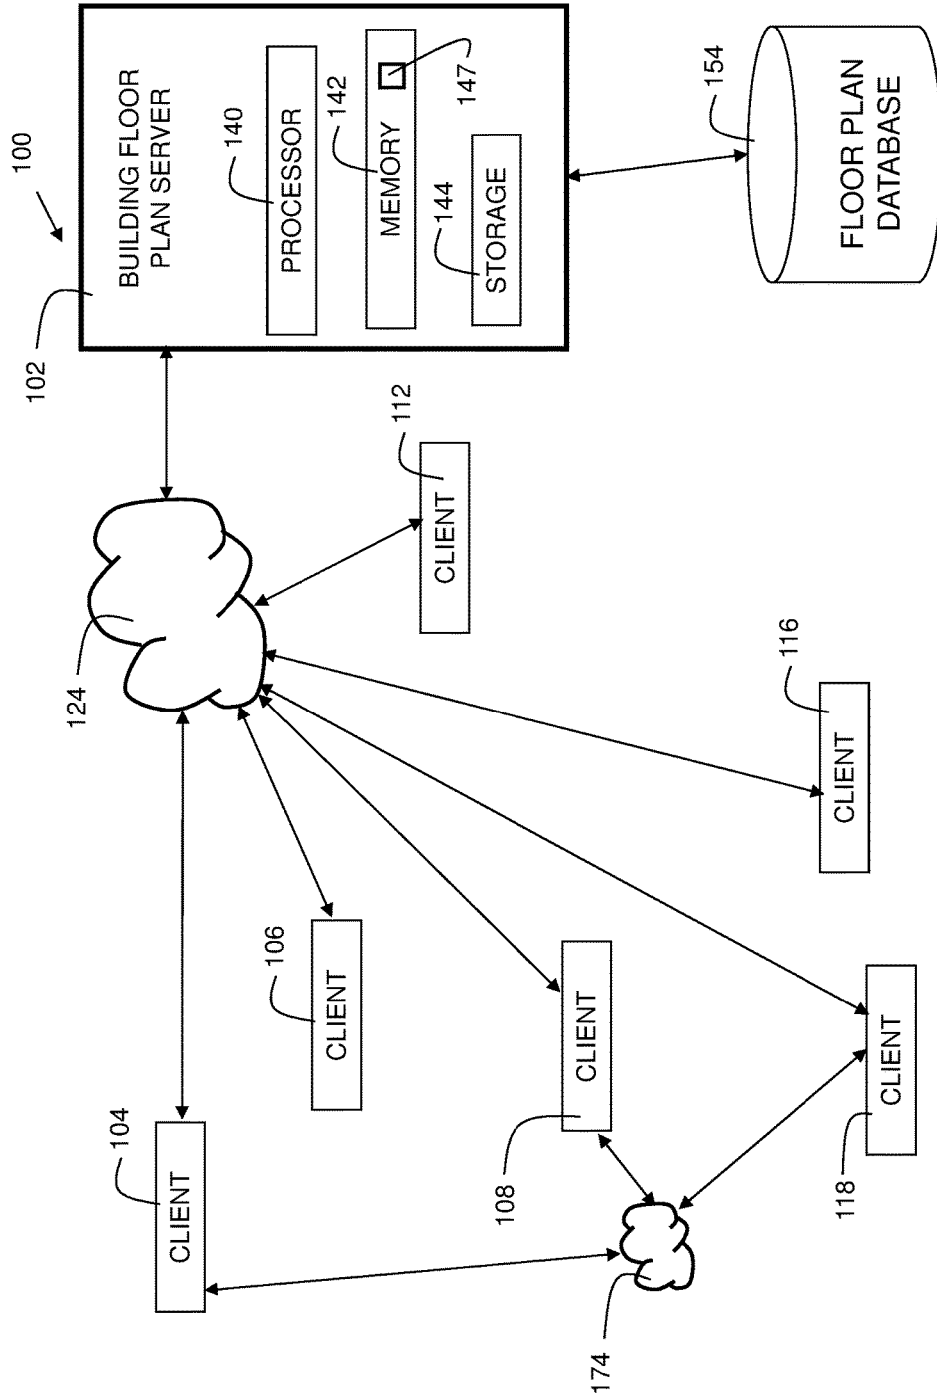 100
102
BUILDING FLOOR
PLAN SERVER
140
PROCESSOR
142
MEMORY
147
144
STORAGE
154
FLOOR PLAN
DATABASE
124
112
CLIENT
116
CLIENT
106
CLIENT
104
CLIENT
108
CLIENT
118
CLIENT
174